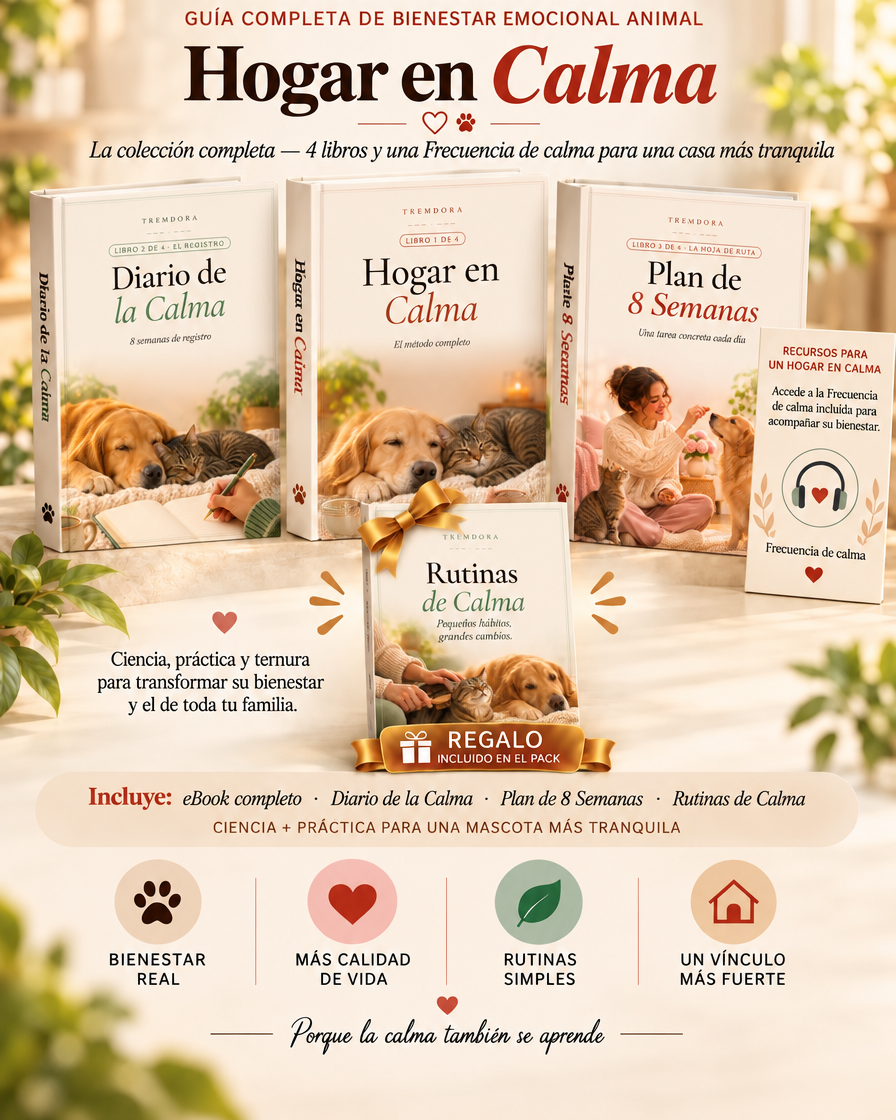 GUÍA COMPLETA DE BIENESTAR EMOCIONAL ANIMAL
Hogar en Calma
La colección completa — 4 libros y una Frecuencia de calma para una casa más tranquila
Diario de la Calma
TREMDORA
LIBRO 2 DE 4 · EL REGISTRO
Diario de
la Calma
8 semanas de registro
Hogar en Calma
TREMDORA
LIBRO 1 DE 4
Hogar en
Calma
El método completo
8
TREMDORA
LIBRO 3 DE 4 · LA HOJA DE RUTA
Plan de
8 Semanas
Una tarea concreta cada día
RECURSOS PARA
UN HOGAR EN CALMA
Accede a la Frecuencia
de calma incluida para
acompañar su bienestar.
Frecuencia de calma
TREMDORA
Rutinas
de Calma
Pequeños hábitos,
grandes cambios.
Ciencia, práctica y ternura
para transformar su bienestar
y el de toda tu familia.
REGALO
INCLUIDO EN EL PACK
Incluye: eBook completo · Diario de la Calma · Plan de 8 Semanas · Rutinas de Calma
CIENCIA + PRÁCTICA PARA UNA MASCOTA MÁS TRANQUILA
BIENESTAR
REAL
MÁS CALIDAD
DE VIDA
RUTINAS
SIMPLES
UN VÍNCULO
MÁS FUERTE
Porque la calma también se aprende